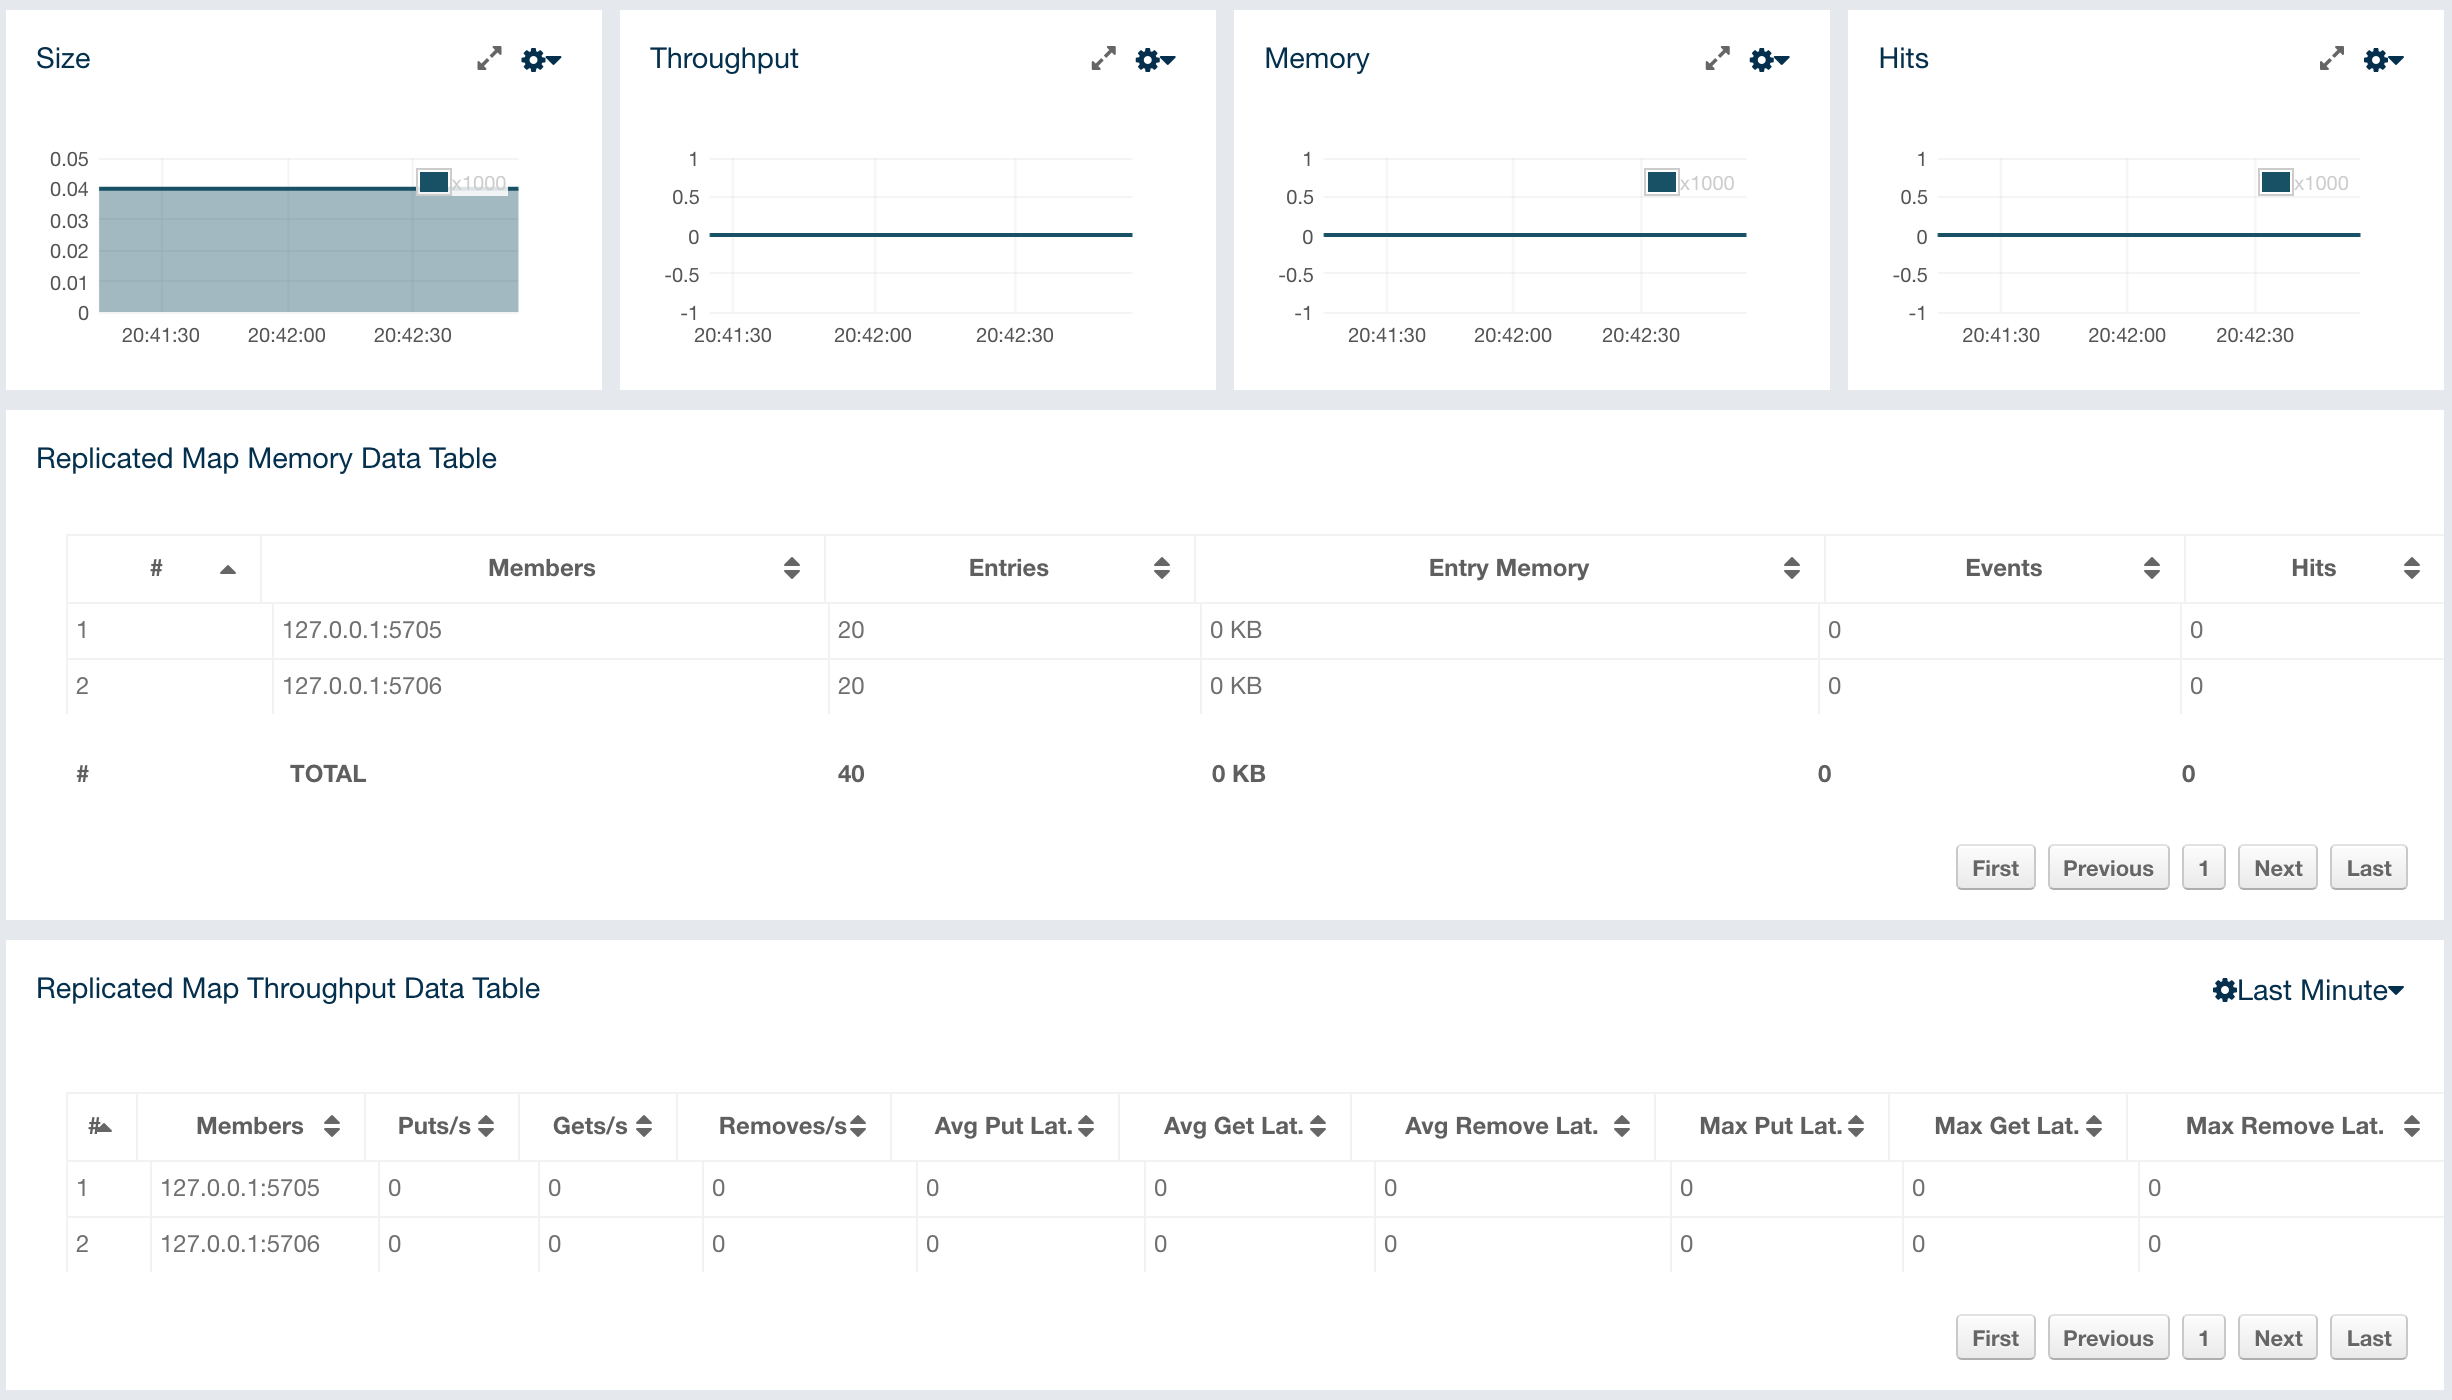 Size
0.05
0.04
0.03
0.02
0.01
0
x1000
20:41:30 20:42:00 20:42:30
Throughput
1
0.5
0
-0.5
-1
20:41:30 20:42:00 20:42:30
Memory
1
0.5
0
-0.5
-1
x1000
20:41:30 20:42:00 20:42:30
Hits
1
0.5
0
-0.5
-1
x1000
20:41:30 20:42:00 20:42:30
Replicated Map Memory Data Table
# Members Entries Entry Memory Events Hits
1 127.0.0.1:5705 20 0 KB 0 0
2 127.0.0.1:5706 20 0 KB 0 0
# TOTAL 40 0 KB 0 0
First Previous 1 Next Last
Replicated Map Throughput Data Table
Last Minute
# Members Puts/s Gets/s Removes/s Avg Put Lat. Avg Get Lat. Avg Remove Lat. Max Put Lat. Max Get Lat. Max Remove Lat.
1 127.0.0.1:5705 0 0 0 0 0 0 0 0 0
2 127.0.0.1:5706 0 0 0 0 0 0 0 0 0
First Previous 1 Next Last